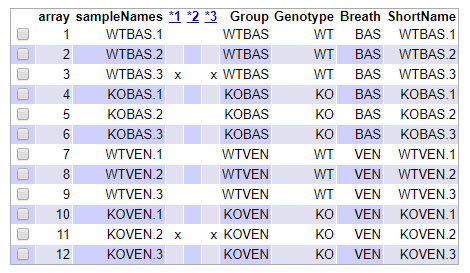 array sampleNames *1 *2 *3 Group Genotype Breath ShortName
1 WTBAS.1 WTBAS WT BAS WTBAS.1
2 WTBAS.2 WTBAS WT BAS WTBAS.2
3 WTBAS.3 x x WTBAS WT BAS WTBAS.3
4 KOBAS.1 KOBAS KO BAS KOBAS.1
5 KOBAS.2 KOBAS KO BAS KOBAS.2
6 KOBAS.3 KOBAS KO BAS KOBAS.3
7 WTVEN.1 WTVEN WT VEN WTVEN.1
8 WTVEN.2 WTVEN WT VEN WTVEN.2
9 WTVEN.3 WTVEN WT VEN WTVEN.3
10 KOVEN.1 KOVEN KO VEN KOVEN.1
11 KOVEN.2 x x KOVEN KO VEN KOVEN.2
12 KOVEN.3 KOVEN KO VEN KOVEN.3